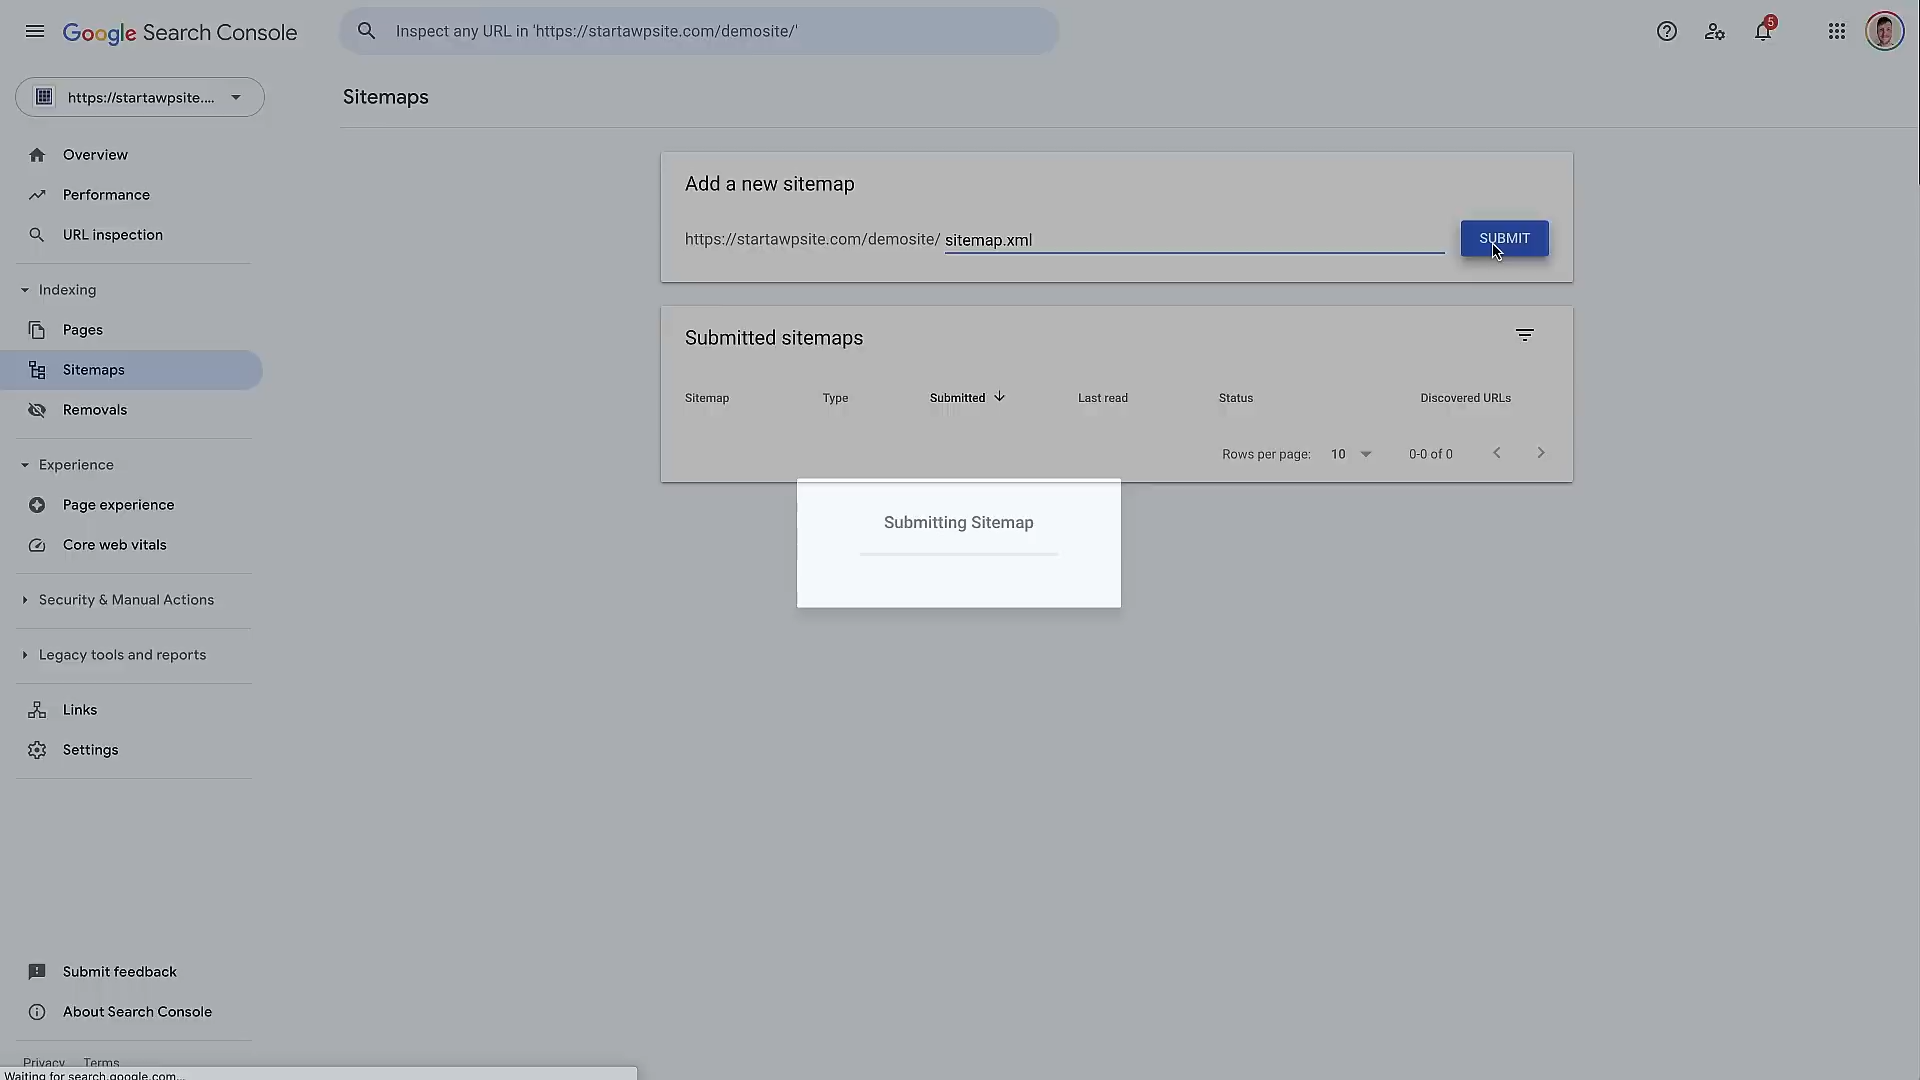 Google Search Console
Inspect any URL in 'https://startawpsite.com/demosite/'
5
https://startawpsite....
Sitemaps
Overview
Performance
URL inspection
Indexing
Pages
Sitemaps
Removals
Experience
Page experience
Core web vitals
Security & Manual Actions
Legacy tools and reports
Links
Settings
Submit feedback
About Search Console
Privacy Terms
Waiting for search.google.com...
Add a new sitemap
https://startawpsite.com/demosite/ sitemap.xml
SUBMIT
Submitted sitemaps
Sitemap Type Submitted Last read Status Discovered URLs
Rows per page: 10 0-0 of 0
Submitting Sitemap